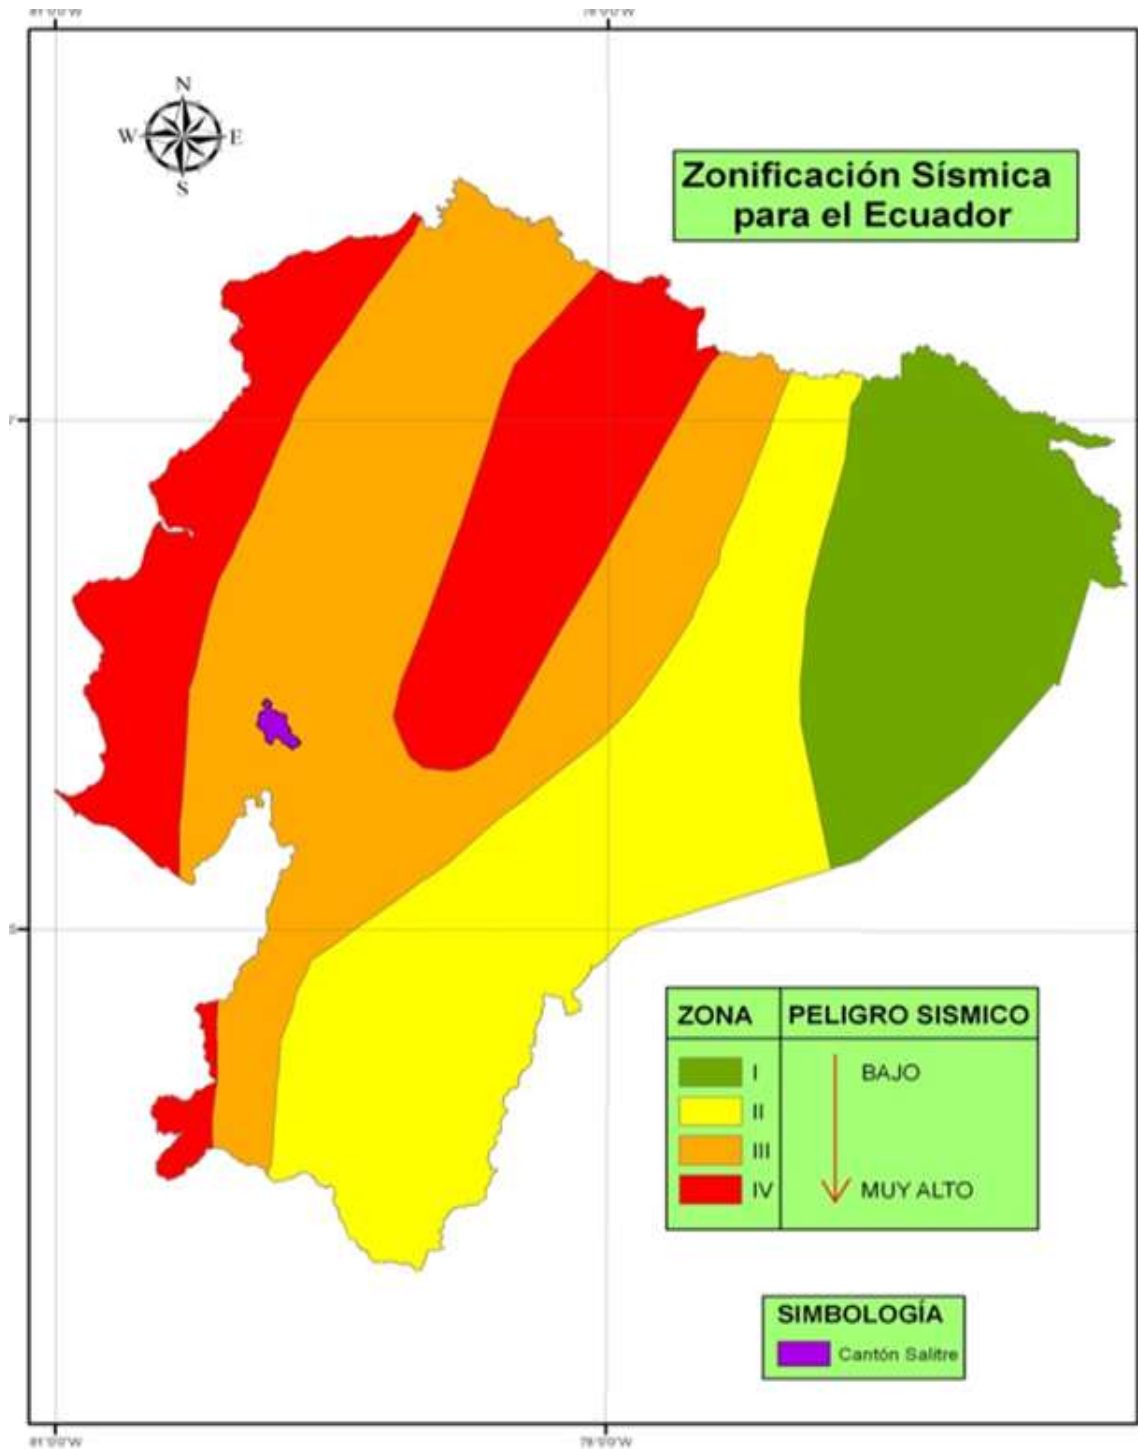 N
W E
S
Zonificación Sísmica
para el Ecuador
ZONA PELIGRO SISMICO
I BAJO
II
III
IV MUY ALTO
SIMBOLOGÍA
Cantón Salitre